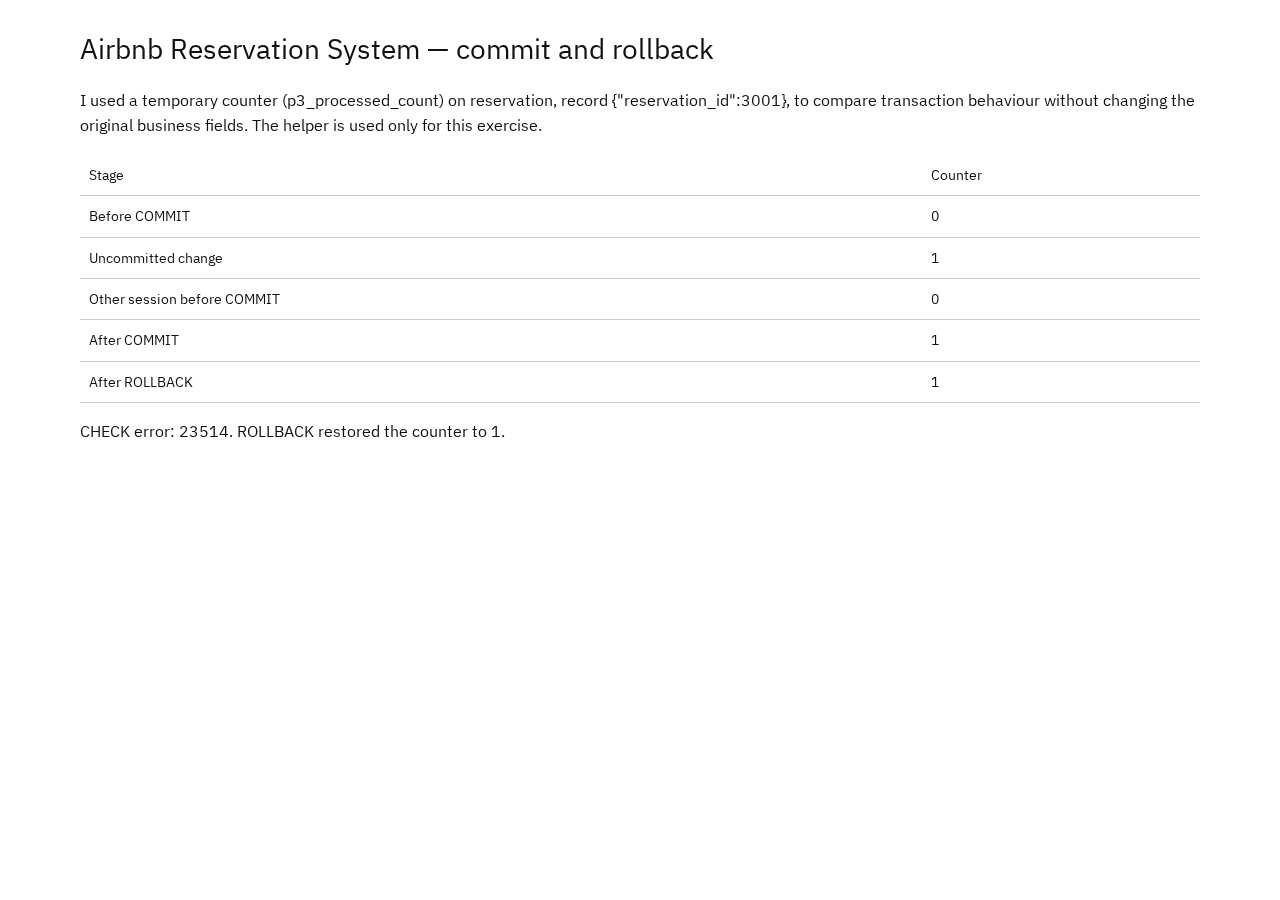 Airbnb Reservation System — commit and rollback
I used a temporary counter (p3_processed_count) on reservation, record {"reservation_id":3001}, to compare transaction behaviour without changing the
original business fields. The helper is used only for this exercise.
Stage Counter
Before COMMIT 0
Uncommitted change 1
Other session before COMMIT 0
After COMMIT 1
After ROLLBACK 1
CHECK error: 23514. ROLLBACK restored the counter to 1.